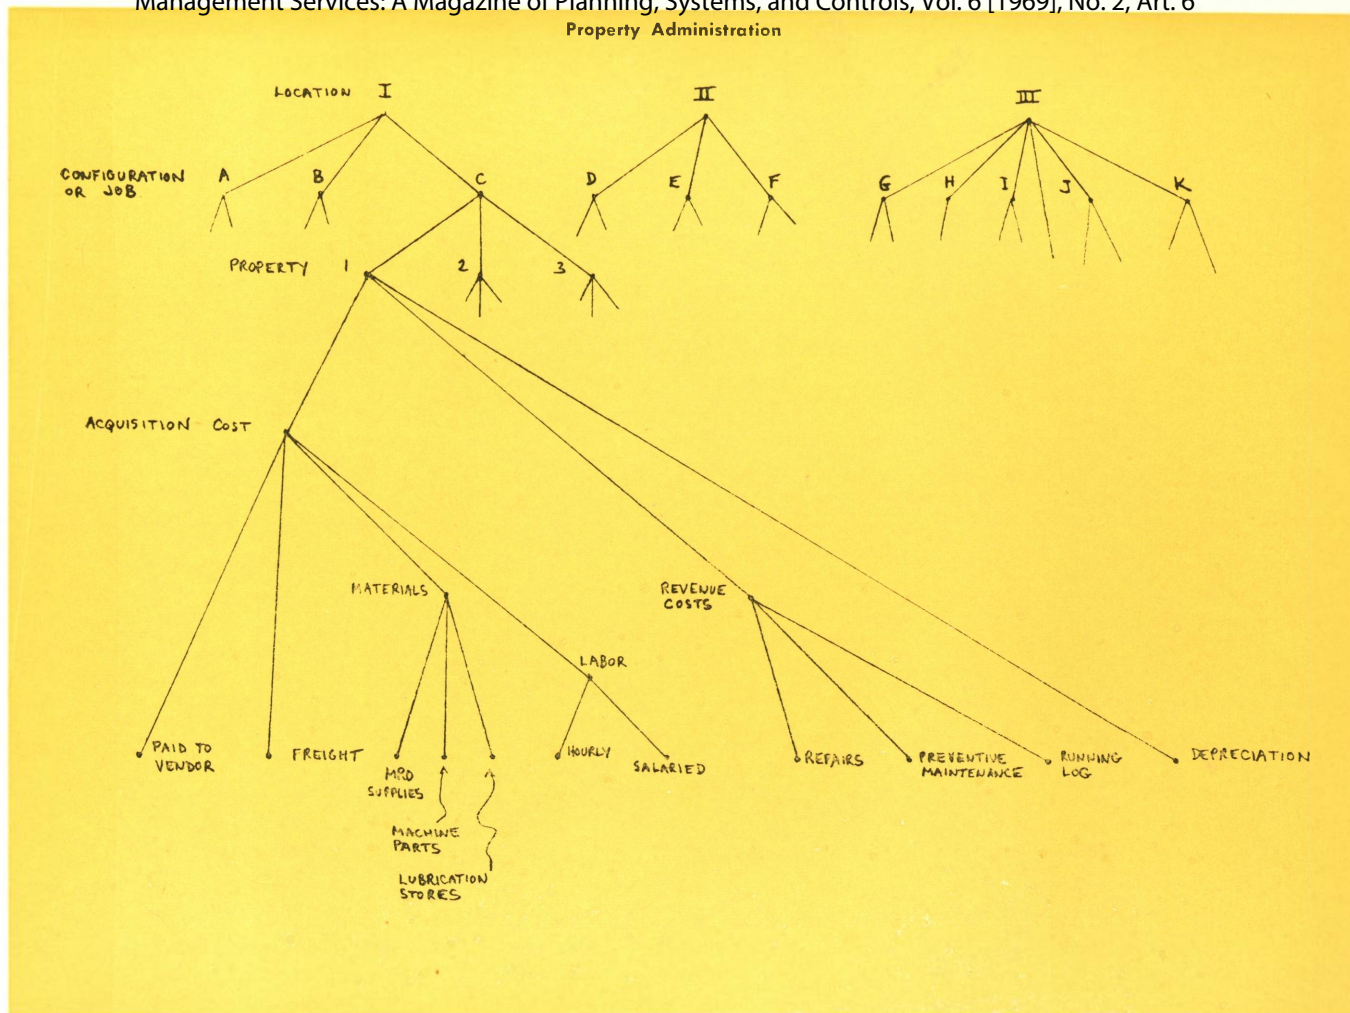 Management Services: A Magazine of Planning, Systems, and Controls, Vol. 6 [1969], No. 2, Art. 6
Property Administration
LOCATION I II III
CONFIGURATION
OR JOB
A B C D E F G H I J K
PROPERTY 1 2 3
ACQUISITION COST
MATERIALS
REVENUE
COSTS
LABOR
PAID TO
VENDOR
FREIGHT
MRO
SUPPLIES
MACHINE
PARTS
LUBRICATION
STORES
HOURLY
SALARIED
REPAIRS
PREVENTIVE
MAINTENANCE
RUNNING
LOG
DEPRECIATION